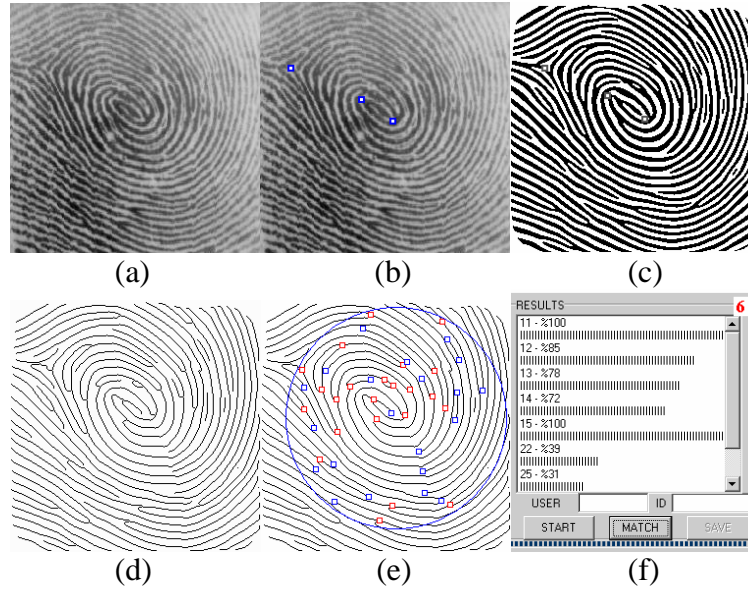 (a)
(b)
(c)
RESULTS
6
11 - %100
12 - %85
13 - %78
14 - %72
15 - %100
22 - %39
25 - %31
USER
ID
START
MATCH
SAVE
(d)
(e)
(f)